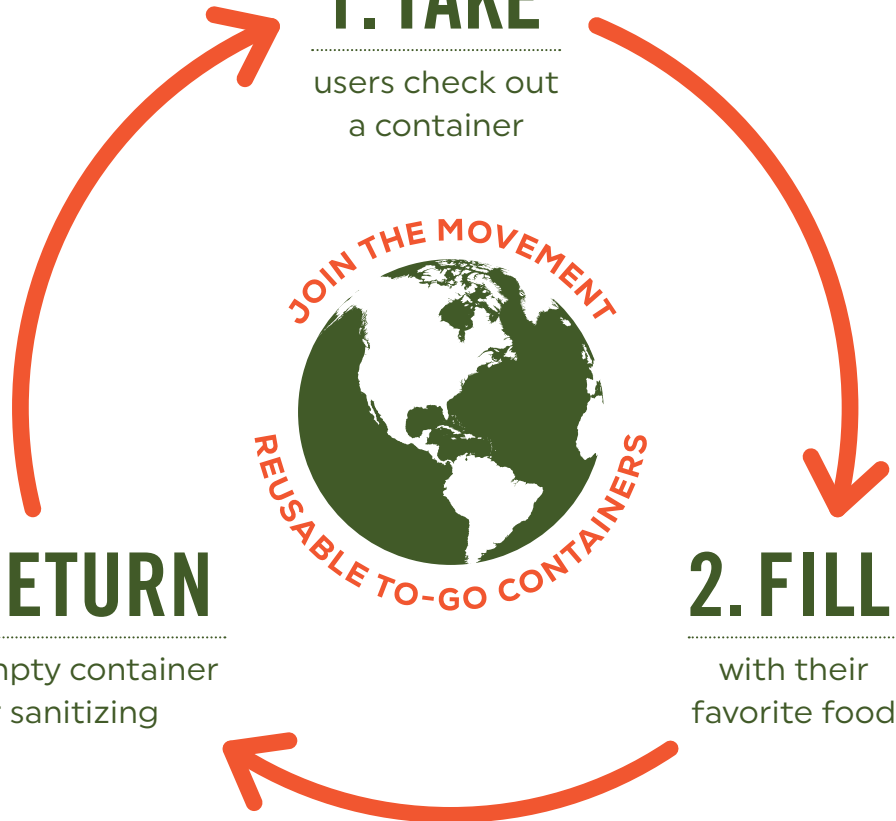 1. TAKE
users check out
a container
JOIN THE MOVEMENT
REUSABLE TO-GO CONTAINERS
ETURN
mpty container
sanitizing
2. FILL
with their
favorite food